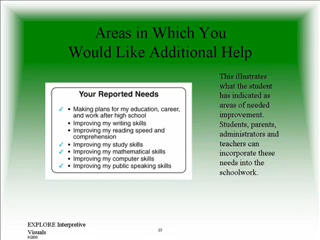 Areas in Which You
Would Like Additional Help
Your Reported Needs
✓ • Making plans for my education, career,
and work after high school
• Improving my writing skills
• Improving my reading speed and
comprehension
✓ • Improving my study skills
✓ • Improving my mathematical skills
• Improving my computer skills
✓ • Improving my public speaking skills
This illustrates
what the student
has indicated as
areas of needed
improvement.
Students, parents,
administrators and
teachers can
incorporate these
needs into the
schoolwork.
EXPLORE Interpretive
Visuals